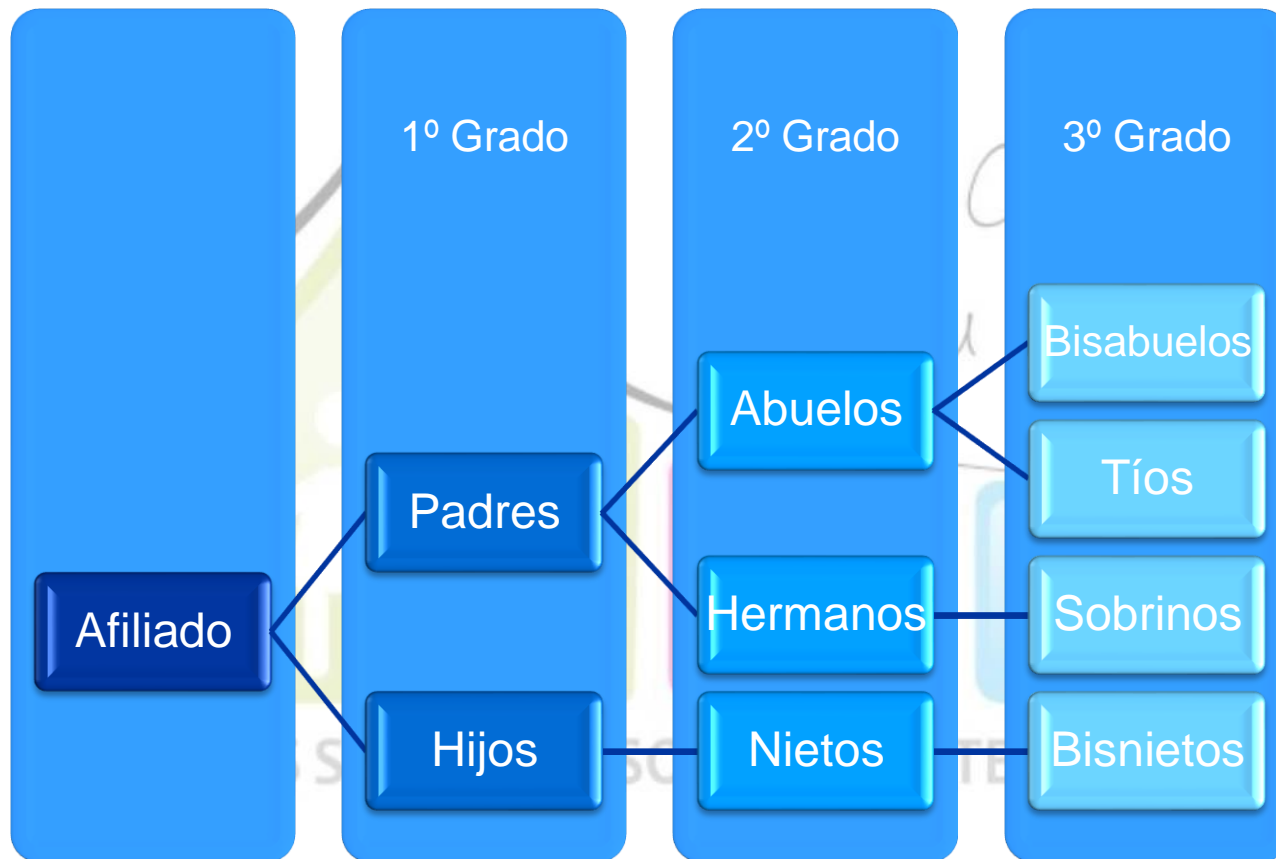 1º Grado
2º Grado
3º Grado
Bisabuelos
Abuelos
Tíos
Padres
Afiliado
Hermanos
Sobrinos
Hijos
Nietos
Bisnietos